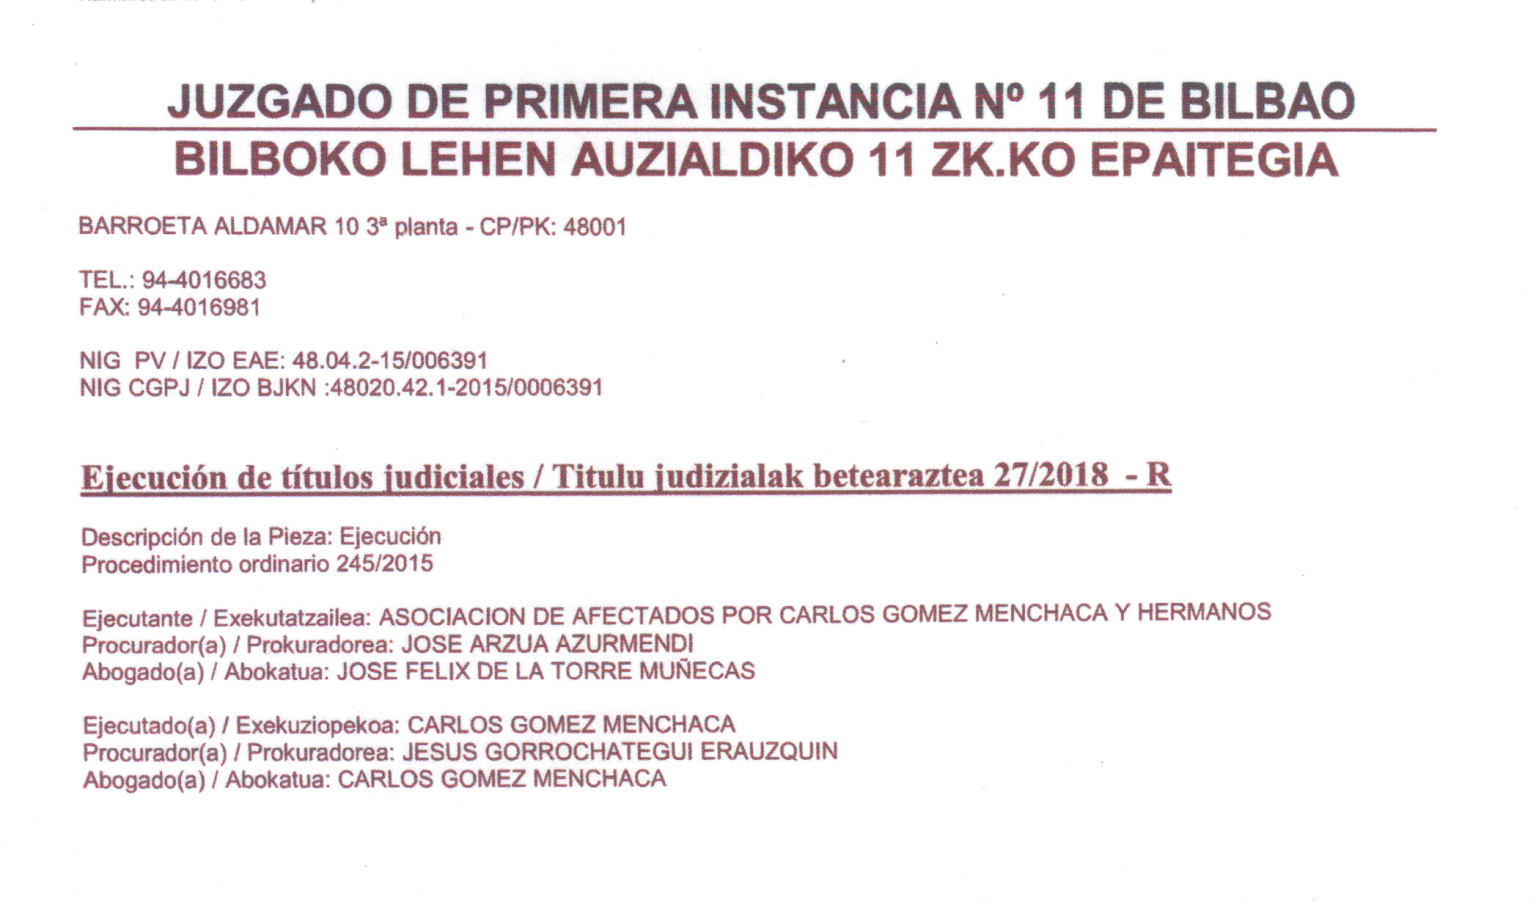 JUZGADO DE PRIMERA INSTANCIA Nº 11 DE BILBAO
BILBOKO LEHEN AUZIALDIKO 11 ZK.KO EPAITEGIA
BARROETA ALDAMAR 10 3ª planta - CP/PK: 48001
TEL.: 94-4016683
FAX: 94-4016981
NIG PV / IZO EAE: 48.04.2-15/006391
NIG CGPJ / IZO BJKN :48020.42.1-2015/0006391
Ejecución de títulos judiciales / Titulu judizialak betearaztea 27/2018 - R
Descripción de la Pieza: Ejecución
Procedimiento ordinario 245/2015
Ejecutante / Exekutatzailea: ASOCIACION DE AFECTADOS POR CARLOS GOMEZ MENCHACA Y HERMANOS
Procurador(a) / Prokuradorea: JOSE ARZUA AZURMENDI
Abogado(a) / Abokatua: JOSE FELIX DE LA TORRE MUÑECAS
Ejecutado(a) / Exekuziopekoa: CARLOS GOMEZ MENCHACA
Procurador(a) / Prokuradorea: JESUS GORROCHATEGUI ERAUZQUIN
Abogado(a) / Abokatua: CARLOS GOMEZ MENCHACA